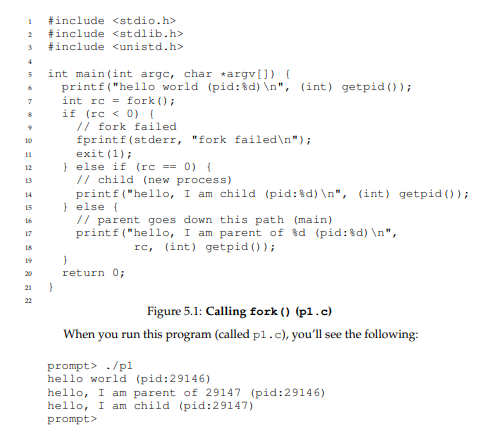 1 #include <stdio.h>
2 #include <stdlib.h>
3 #include <unistd.h>
4
5 int main(int argc, char *argv[]) {
6 printf("hello world (pid:%d)\n", (int) getpid());
7 int rc = fork();
8 if (rc < 0) {
9 // fork failed
10 fprintf(stderr, "fork failed\n");
11 exit(1);
12 } else if (rc == 0) {
13 // child (new process)
14 printf("hello, I am child (pid:%d)\n", (int) getpid());
15 } else {
16 // parent goes down this path (main)
17 printf("hello, I am parent of %d (pid:%d)\n",
18 rc, (int) getpid());
19 }
20 return 0;
21 }
22
Figure 5.1: Calling fork() (p1.c)
When you run this program (called p1.c), you'll see the following:
prompt> ./p1
hello world (pid:29146)
hello, I am parent of 29147 (pid:29146)
hello, I am child (pid:29147)
prompt>